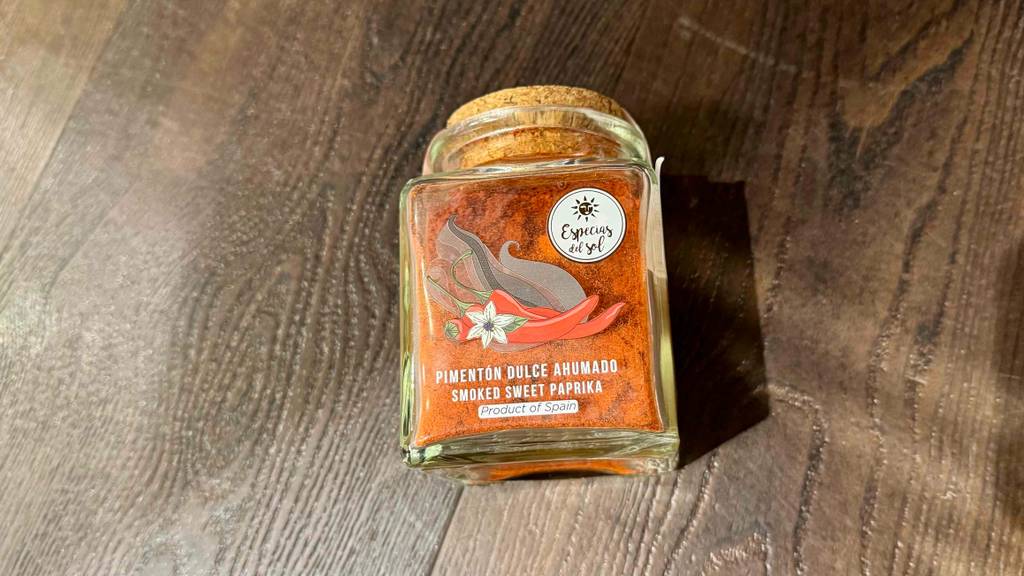 Especias
del sol
PIMENTÓN DULCE AHUMADO
SMOKED SWEET PAPRIKA
Product of Spain